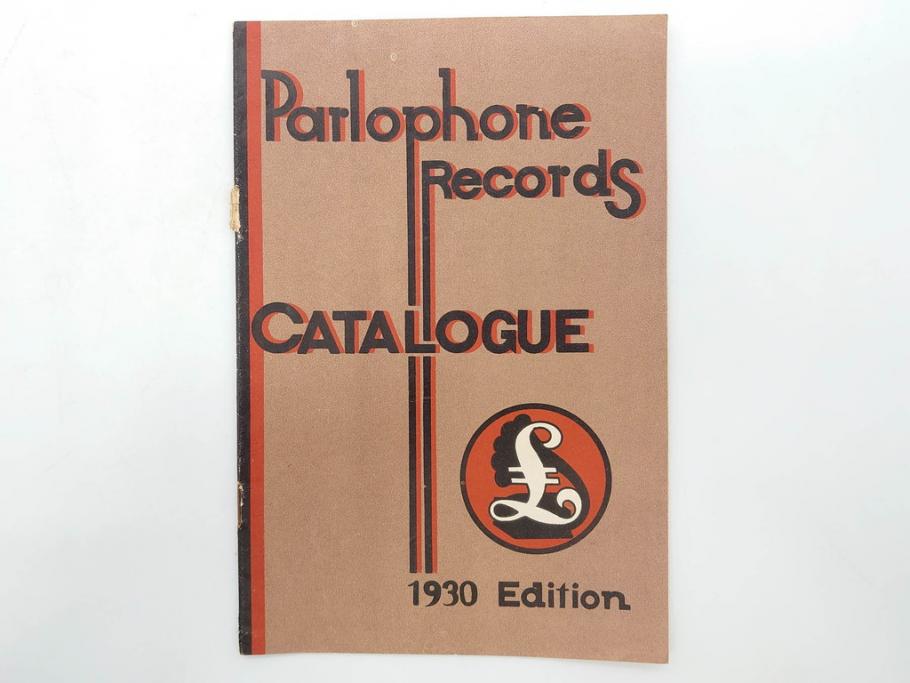 Parlophone
Records
CATALOGUE
£
1930 Edition